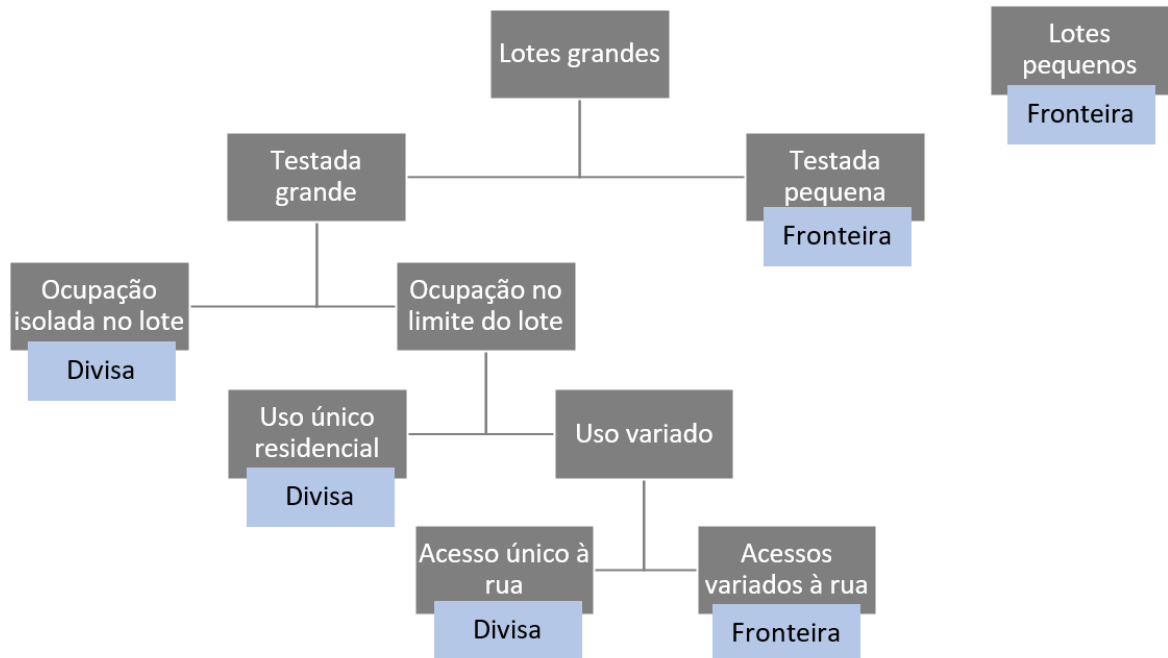 Lotes grandes
Lotes
pequenos
Fronteira
Testada
grande
Testada
pequena
Fronteira
Ocupação
isolada no lote
Divisa
Ocupação no
limite do lote
Uso único
residencial
Divisa
Uso variado
Acesso único à
rua
Divisa
Acessos
variados à rua
Fronteira